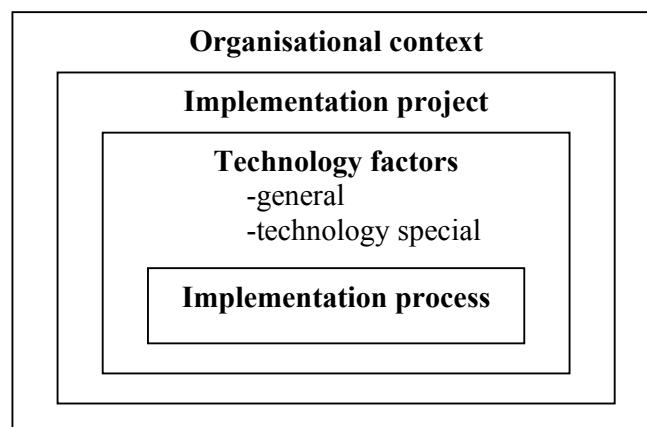 Organisational context
Implementation project
Technology factors
-general
-technology special
Implementation process